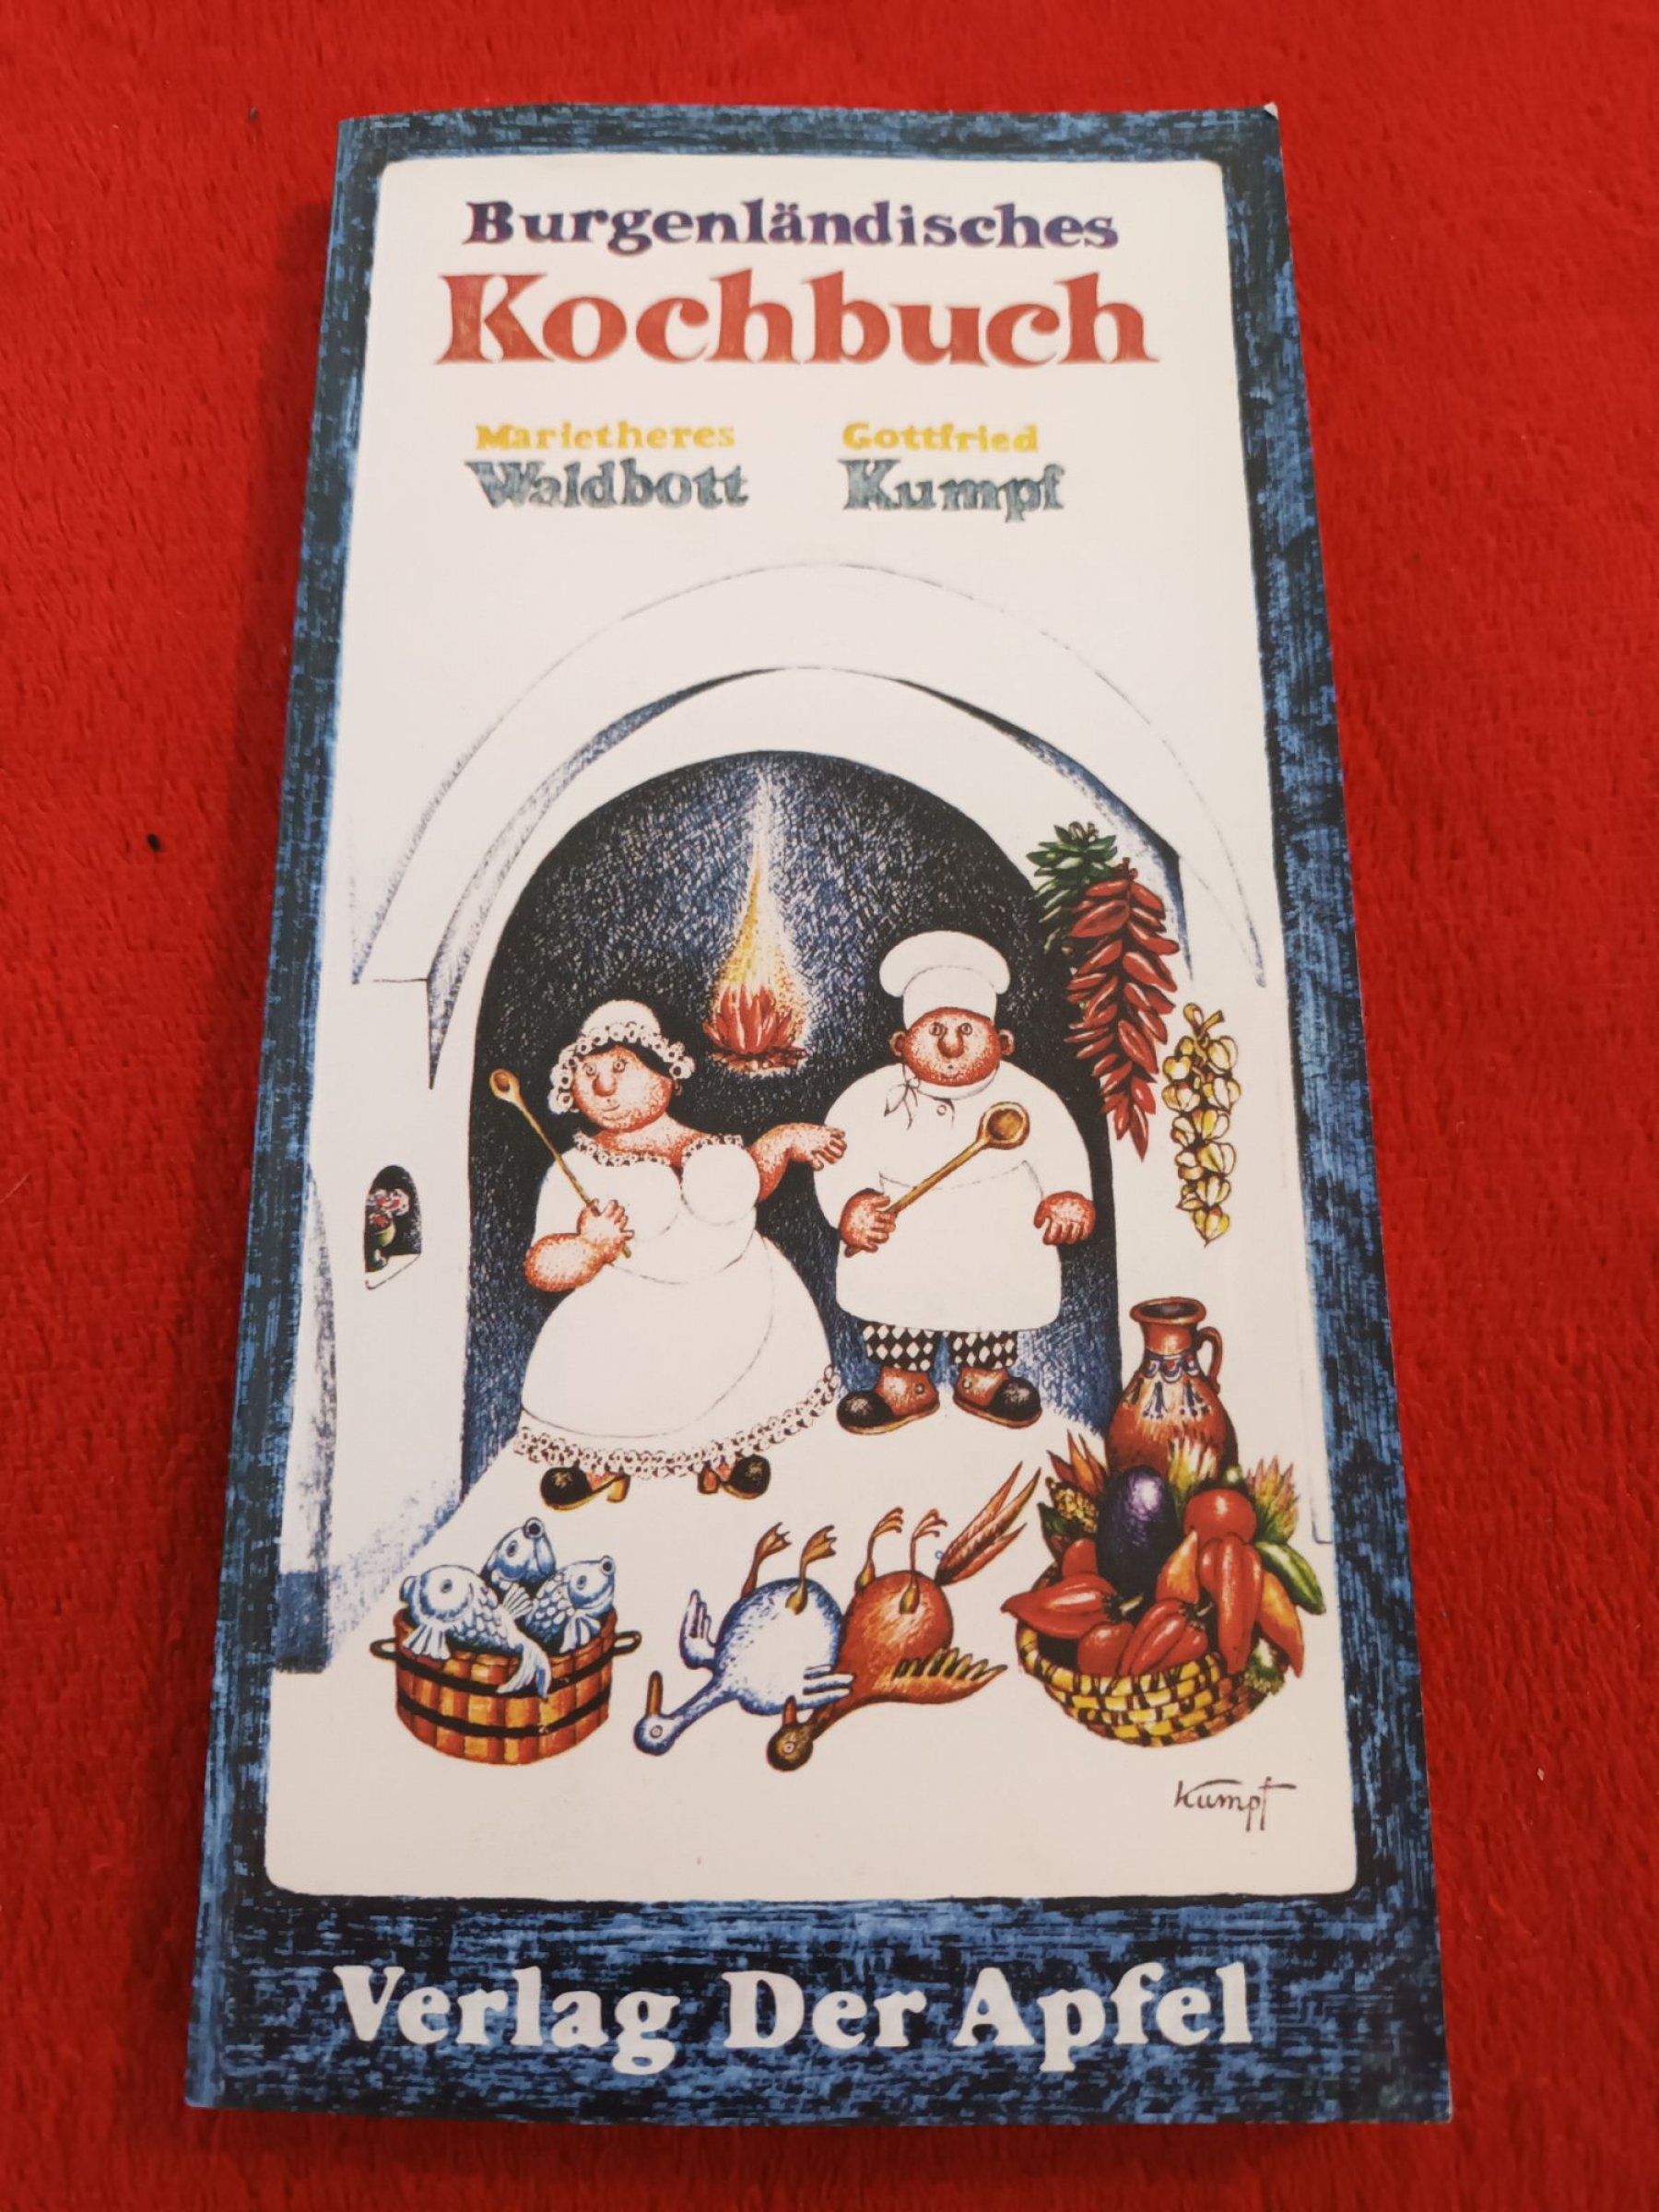 Burgenländisches
Kochbuch
Marietheres
Waldbott
Gottfried
Kumpf
Kumpf
Verlag Der Apfel